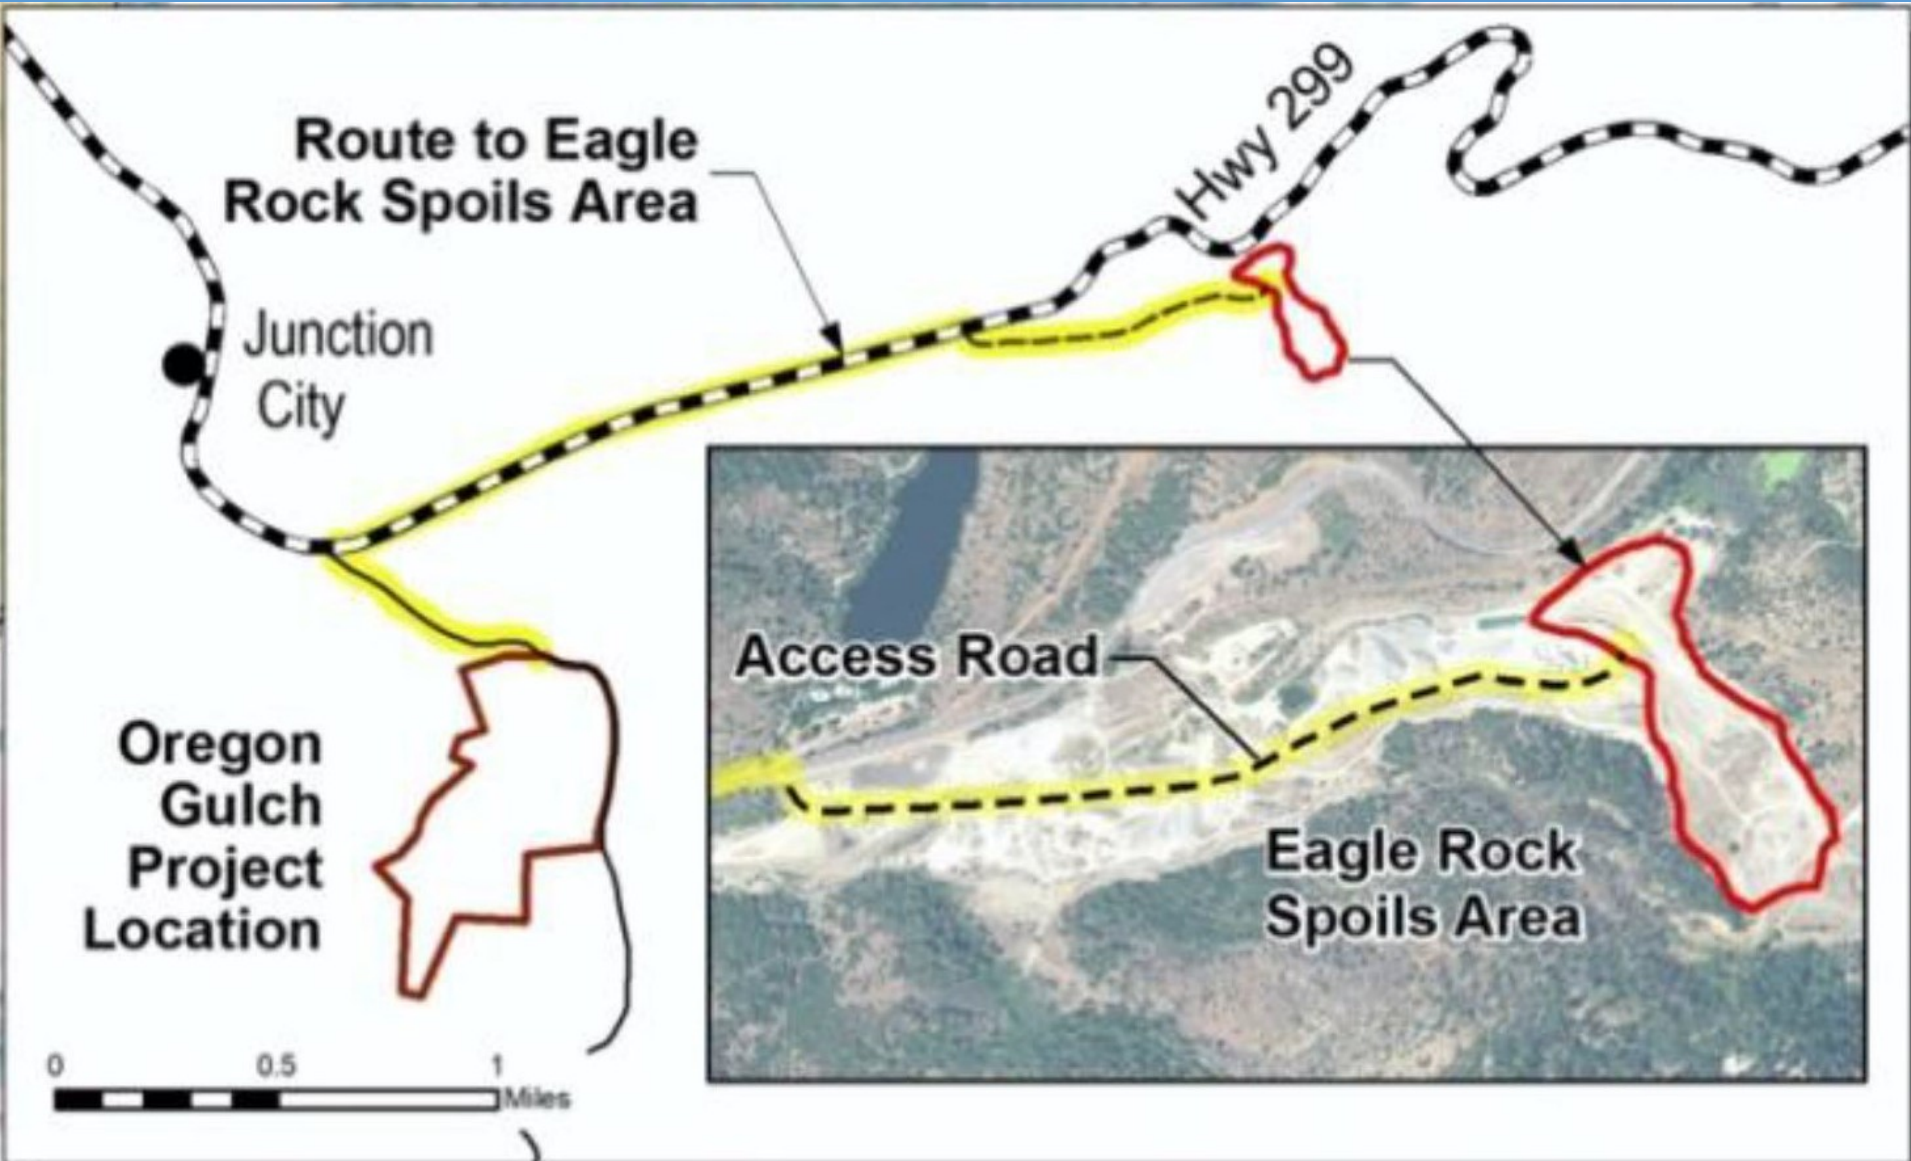 Route to Eagle
Rock Spoils Area
Hwy 299
Junction
City
Access Road
Eagle Rock
Spoils Area
Oregon
Gulch
Project
Location
0 0.5 1
Miles